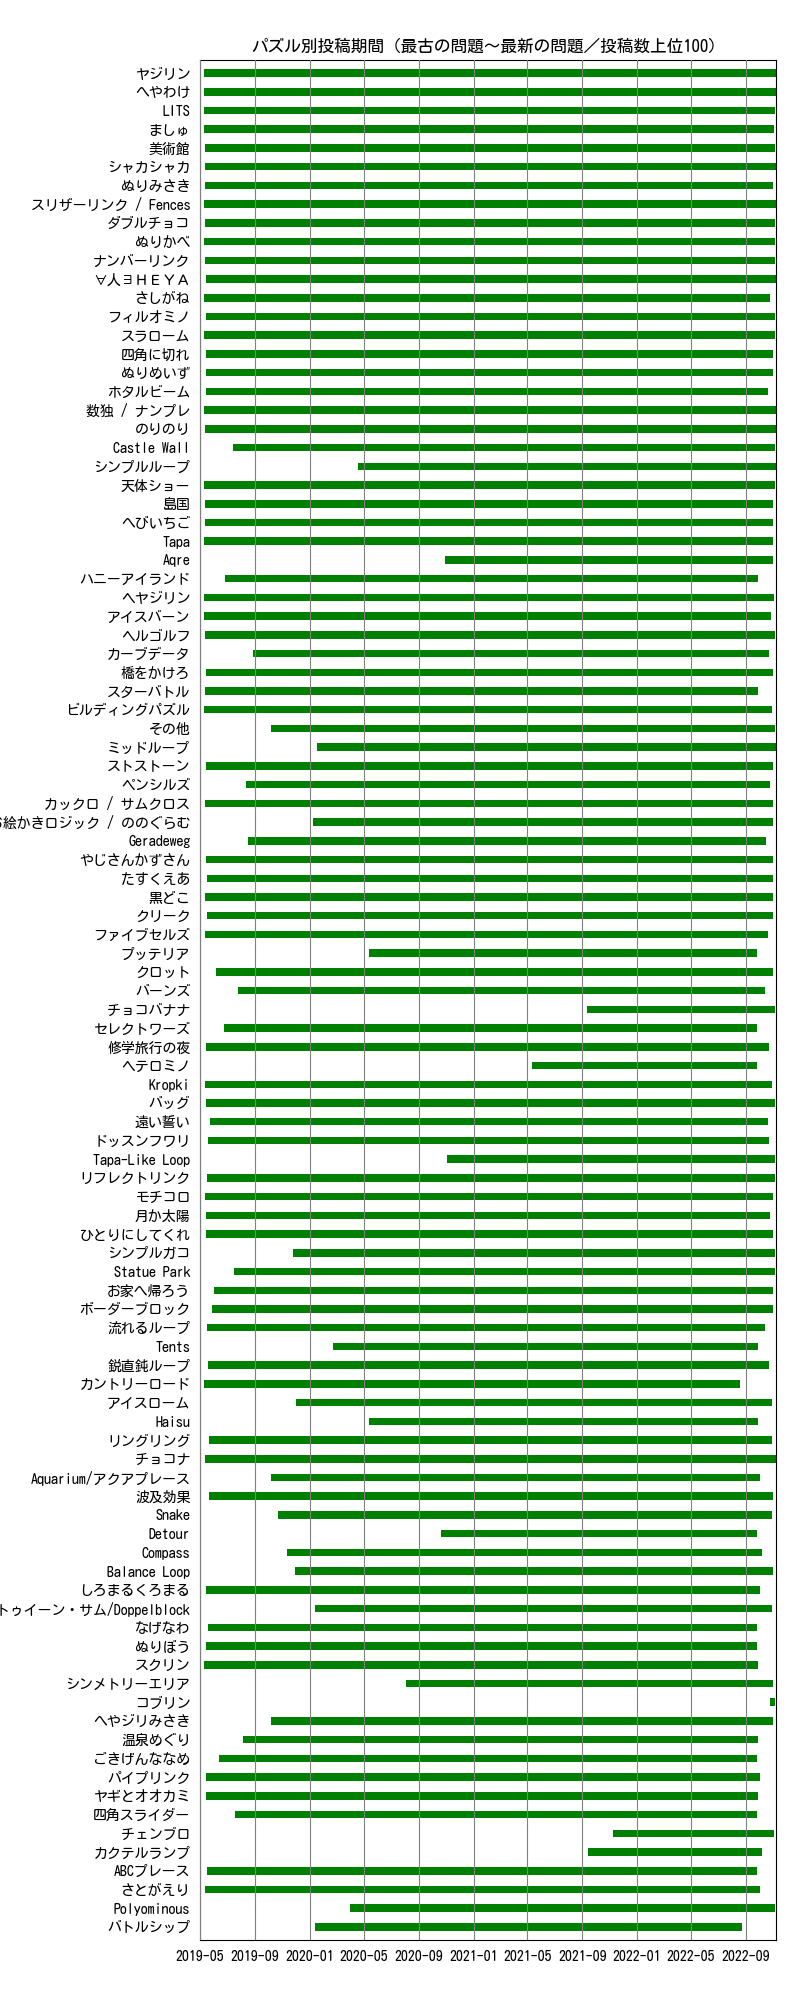 パズル別投稿期間（最古の問題～最新の問題／投稿数上位100）
ヤジリン
へやわけ
LITS
ましゅ
美術館
シャカシャカ
ぬりみさき
スリザーリンク / Fences
ダブルチョコ
ぬりかべ
ナンバーリンク
∀人∃ＨＥＹＡ
さしがね
フィルオミノ
スラローム
四角に切れ
ぬりめいず
ホタルビーム
数独 / ナンプレ
のりのり
Castle Wall
シンプルループ
天体ショー
島国
へびいちご
Tapa
Aqre
ハニーアイランド
ヘヤジリン
アイスバーン
ヘルゴルフ
カーブデータ
橋をかけろ
スターバトル
ビルディングパズル
その他
ミッドループ
ストストーン
ペンシルズ
カックロ / サムクロス
絵かきロジック / ののぐらむ
Geradeweg
やじさんかずさん
たすくえあ
黒どこ
クリーク
ファイブセルズ
プッテリア
クロット
バーンズ
チョコバナナ
セレクトワーズ
修学旅行の夜
ヘテロミノ
Kropki
バッグ
遠い誓い
ドッスンフワリ
Tapa-Like Loop
リフレクトリンク
モチコロ
月か太陽
ひとりにしてくれ
シンプルガコ
Statue Park
お家へ帰ろう
ボーダーブロック
流れるループ
Tents
鋭直鈍ループ
カントリーロード
アイスローム
Haisu
リングリング
チョコナ
Aquarium/アクアプレース
波及効果
Snake
Detour
Compass
Balance Loop
しろまるくろまる
トゥイーン・サム/Doppelblock
なげなわ
ぬりぼう
スクリン
シンメトリーエリア
コブリン
へやジリみさき
温泉めぐり
ごきげんななめ
パイプリンク
ヤギとオオカミ
四角スライダー
チェンブロ
カクテルランプ
ABCプレース
さとがえり
Polyominous
バトルシップ
2019-05 2019-09 2020-01 2020-05 2020-09 2021-01 2021-05 2021-09 2022-01 2022-05 2022-09